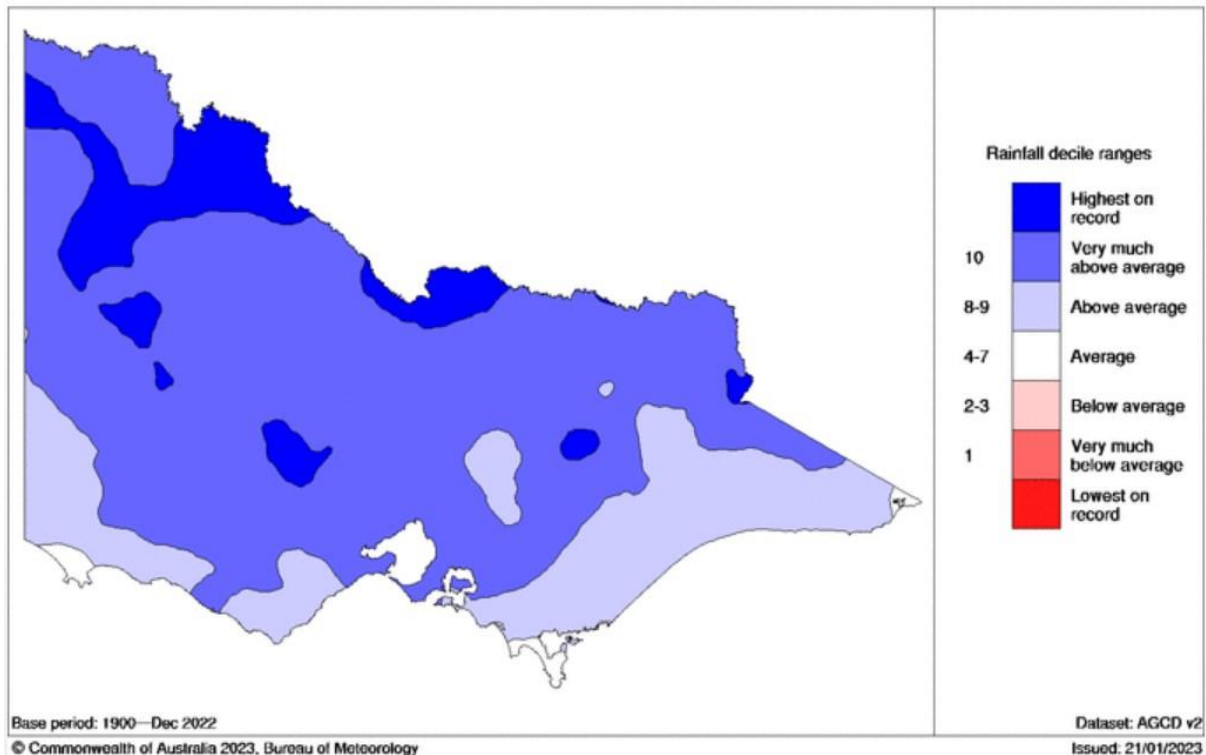 Rainfall decile ranges
Highest on
record
10
Very much
above average
8-9
Above average
4-7
Average
2-3
Below average
1
Very much
below average
Lowest on
record
Base period: 1900—Dec 2022
Dataset: AGCD v2
© Commonwealth of Australia 2023, Bureau of Meteorology
Issued: 21/01/2023